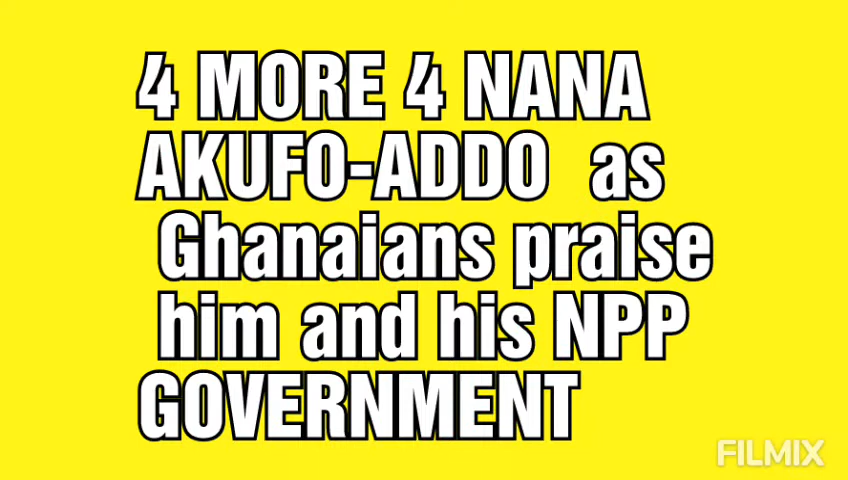 4 MORE 4 NANA
AKUFO-ADDO as
Ghanaians praise
him and his NPP
GOVERNMENT
FILMIX